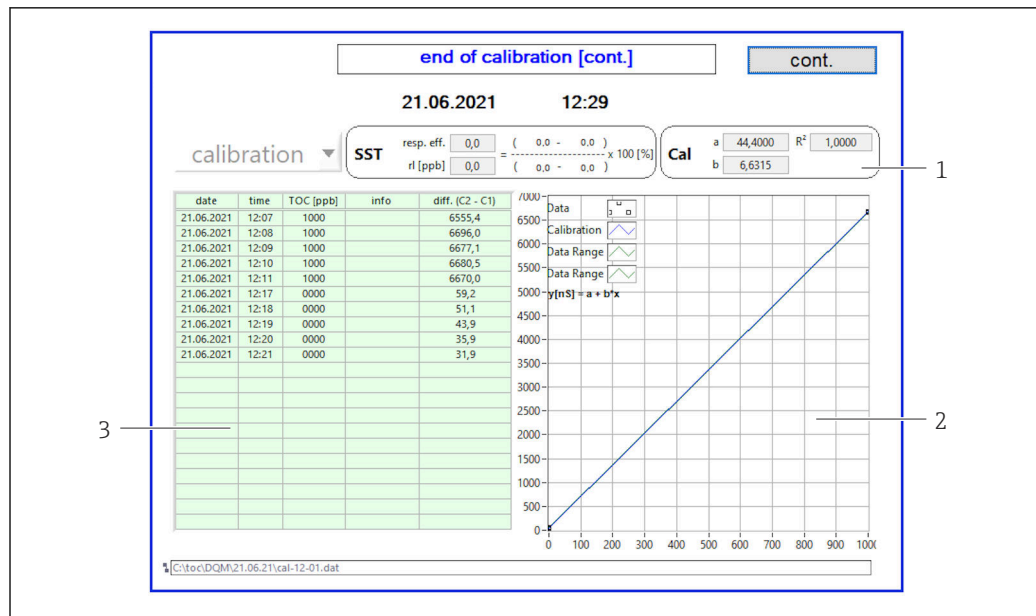 end of calibration [cont.]
cont.
21.06.2021 12:29
calibration
SST
resp. eff. 0,0 = ( 0,0 - 0,0 ) x 100 [%]
rl [ppb] 0,0 ( 0,0 - 0,0 )
Cal
a 44,4000 R² 1,0000
b 6,6315
1
date time TOC [ppb] info diff. (C2 - C1)
21.06.2021 12:07 1000 6555,4
21.06.2021 12:08 1000 6696,0
21.06.2021 12:09 1000 6677,1
21.06.2021 12:10 1000 6680,5
21.06.2021 12:11 1000 6670,0
21.06.2021 12:17 0000 59,2
21.06.2021 12:18 0000 51,1
21.06.2021 12:19 0000 43,9
21.06.2021 12:20 0000 35,9
21.06.2021 12:21 0000 31,9
3
Data
Calibration
Data Range
Data Range
y[nS] = a + b*x
7000
6500
6000
5500
5000
4500
4000
3500
3000
2500
2000
1500
1000
500
0
0 100 200 300 400 500 600 700 800 900 100
2
C:\toc\DQM\21.06.21\cal-12-01.dat